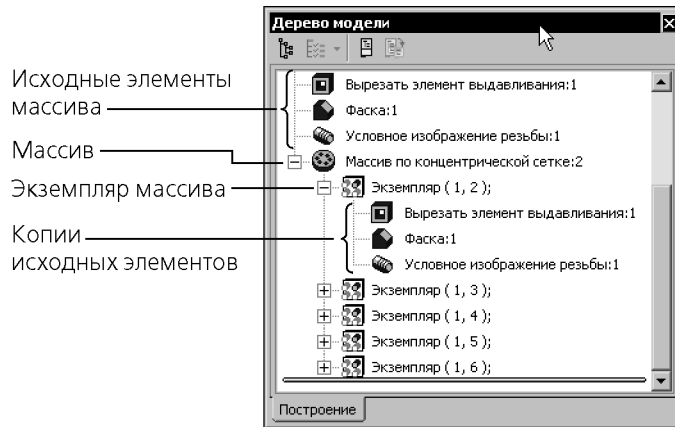 Дерево модели
Исходные элементы
массива
Массив
Экземпляр массива
Копии
исходных элементов
Вырезать элемент выдавливания:1
Фаска:1
Условное изображение резьбы:1
Массив по концентрической сетке:2
Экземпляр ( 1, 2 );
Вырезать элемент выдавливания:1
Фаска:1
Условное изображение резьбы:1
Экземпляр ( 1, 3 );
Экземпляр ( 1, 4 );
Экземпляр ( 1, 5 );
Экземпляр ( 1, 6 );
Построение